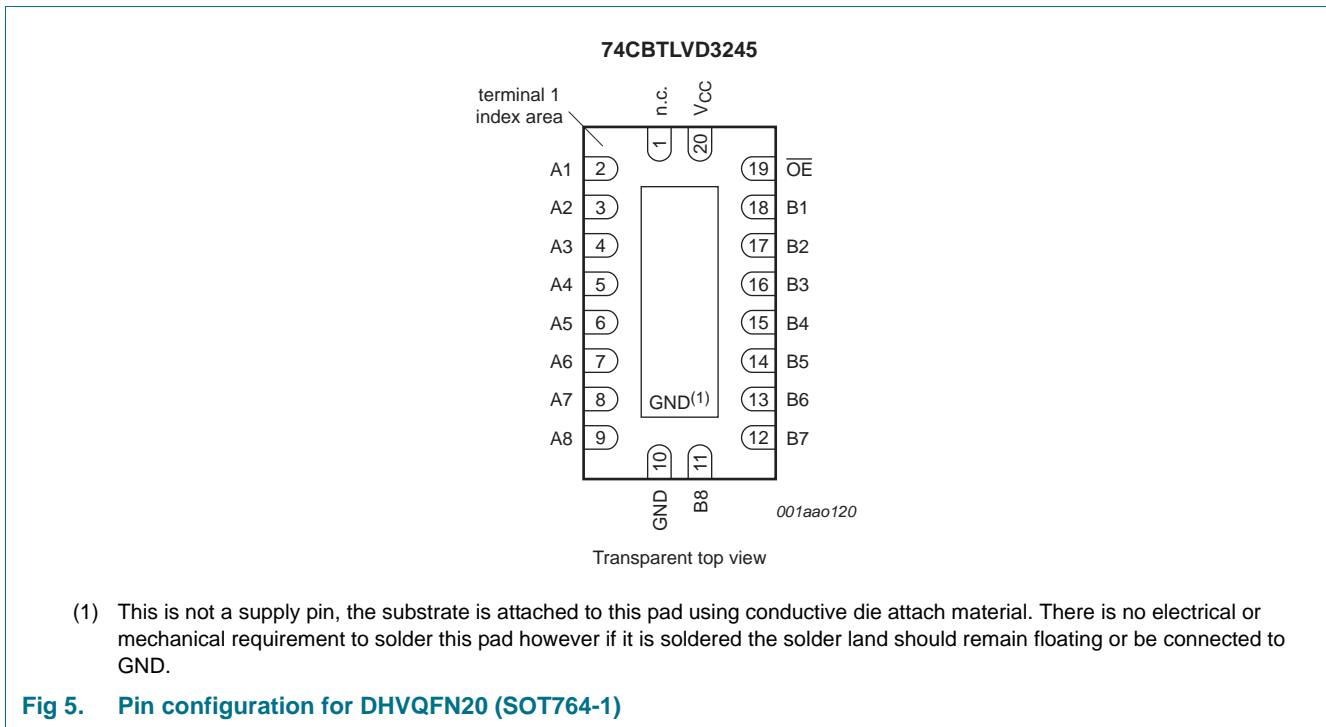 74CBTLVD3245
terminal 1
index area
n.c.
VCC
1
20
A1 2 19 OE
A2 3 18 B1
A3 4 17 B2
A4 5 16 B3
A5 6 15 B4
A6 7 14 B5
A7 8 GND(1) 13 B6
A8 9 12 B7
10
11
GND
B8
001aao120
Transparent top view
(1) This is not a supply pin, the substrate is attached to this pad using conductive die attach material. There is no electrical or
mechanical requirement to solder this pad however if it is soldered the solder land should remain floating or be connected to
GND.
Fig 5. Pin configuration for DHVQFN20 (SOT764-1)